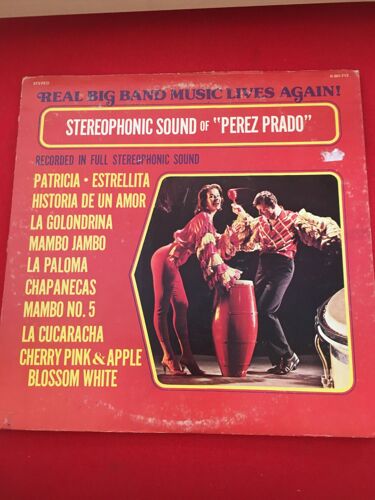 STEREO
REAL BIG BAND MUSIC LIVES AGAIN!
STEREOPHONIC SOUND OF "PEREZ PRADO"
RECORDED IN FULL STEREOPHONIC SOUND
PATRICIA • ESTRELLITA
HISTORIA DE UN AMOR
LA GOLONDRINA
MAMBO JAMBO
LA PALOMA
CHAPANECAS
MAMBO NO. 5
LA CUCARACHA
CHERRY PINK & APPLE
BLOSSOM WHITE